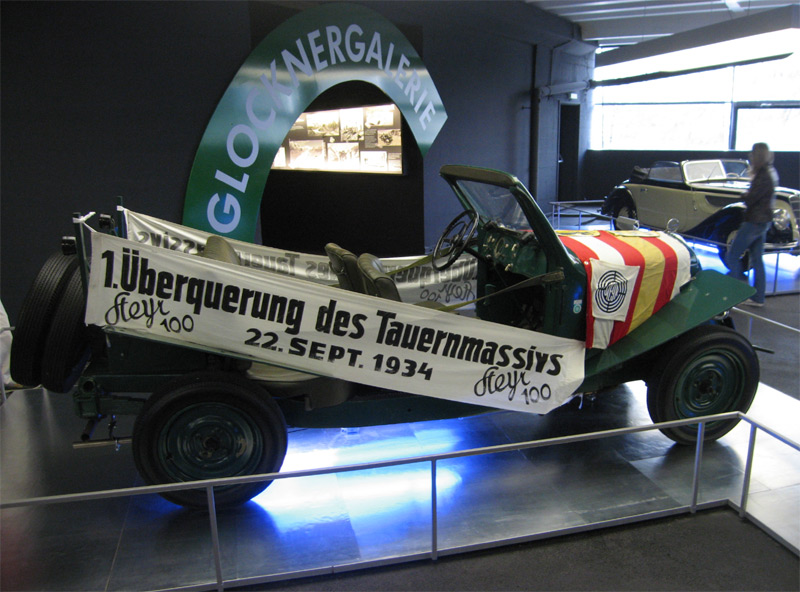 GLOCKNERGALERIE
1. Überquerung des Tauernmassivs
Steyr 100
22. SEPT. 1934
Steyr 100